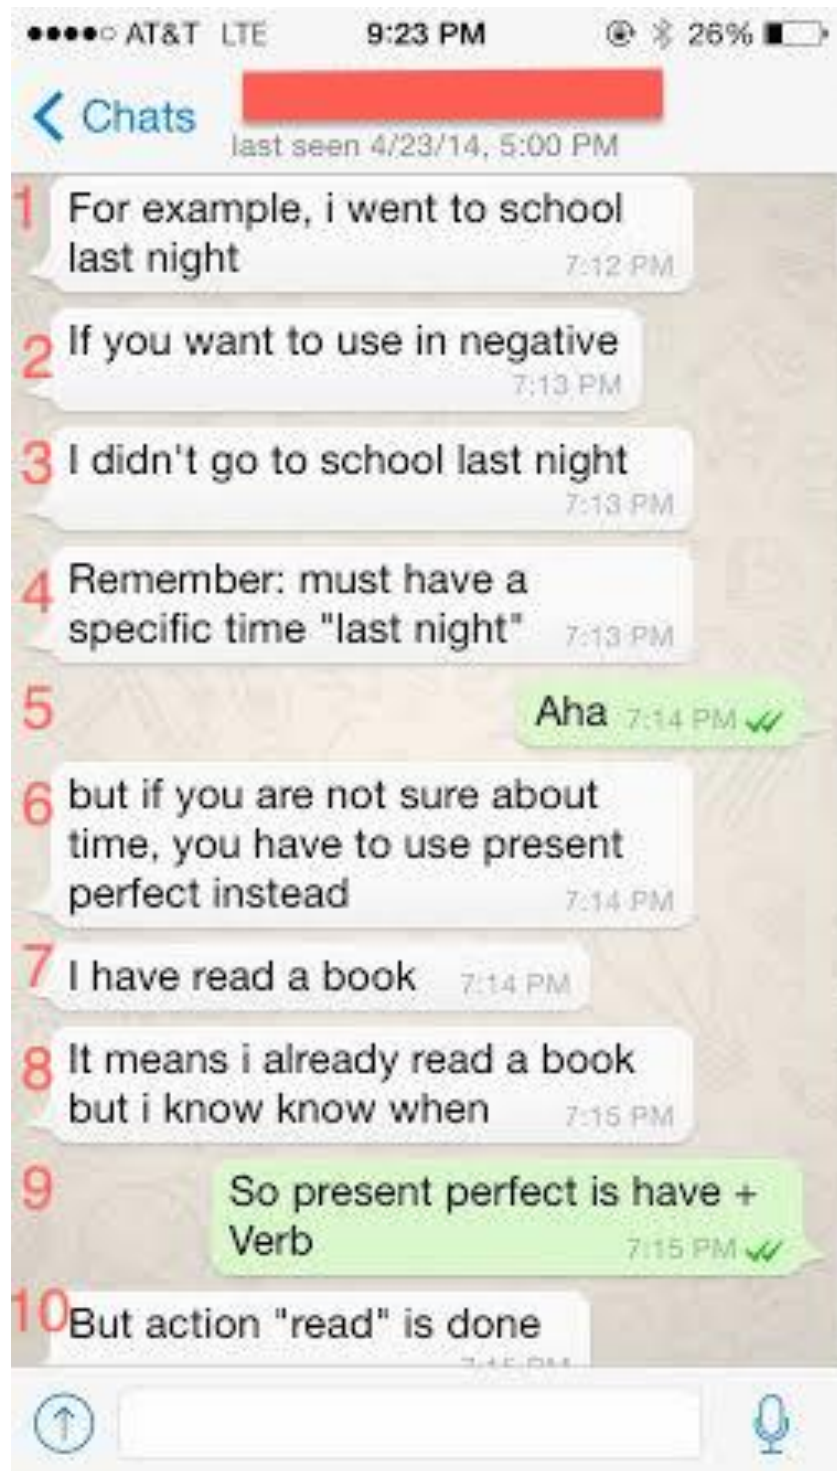 AT&T LTE 9:23 PM 26%
Chats
last seen 4/23/14, 5:00 PM
1 For example, i went to school
last night 7:12 PM
2 If you want to use in negative
7:13 PM
3 I didn't go to school last night
7:13 PM
4 Remember: must have a
specific time "last night" 7:13 PM
5 Aha 7:14 PM
6 but if you are not sure about
time, you have to use present
perfect instead 7:14 PM
7 I have read a book 7:14 PM
8 It means i already read a book
but i know know when 7:15 PM
9 So present perfect is have +
Verb 7:15 PM
10 But action "read" is done
7:15 PM